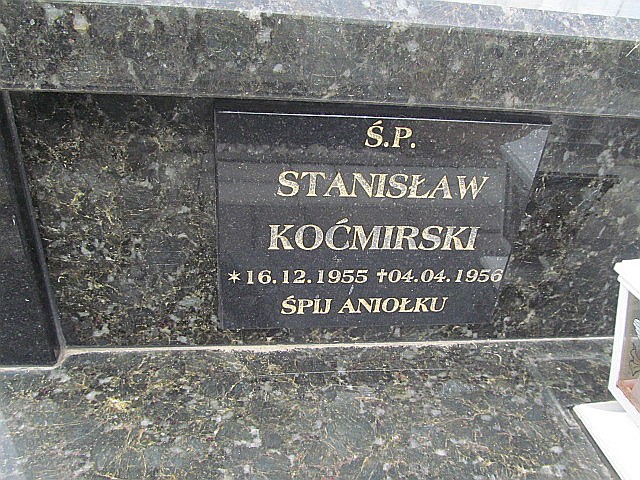 Ś.P.
STANISŁAW
KOĆMIRSKI
*16.12.1955 †04.04.1956
ŚPIJ ANIOŁKU